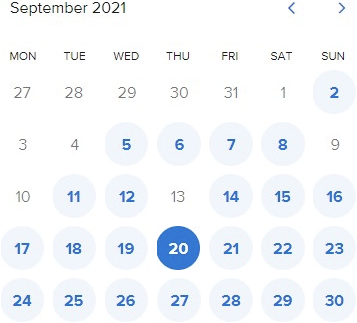 September 2021
MON TUE WED THU FRI SAT SUN
27 28 29 30 31 1 2
3 4 5 6 7 8 9
10 11 12 13 14 15 16
17 18 19 20 21 22 23
24 25 26 27 28 29 30